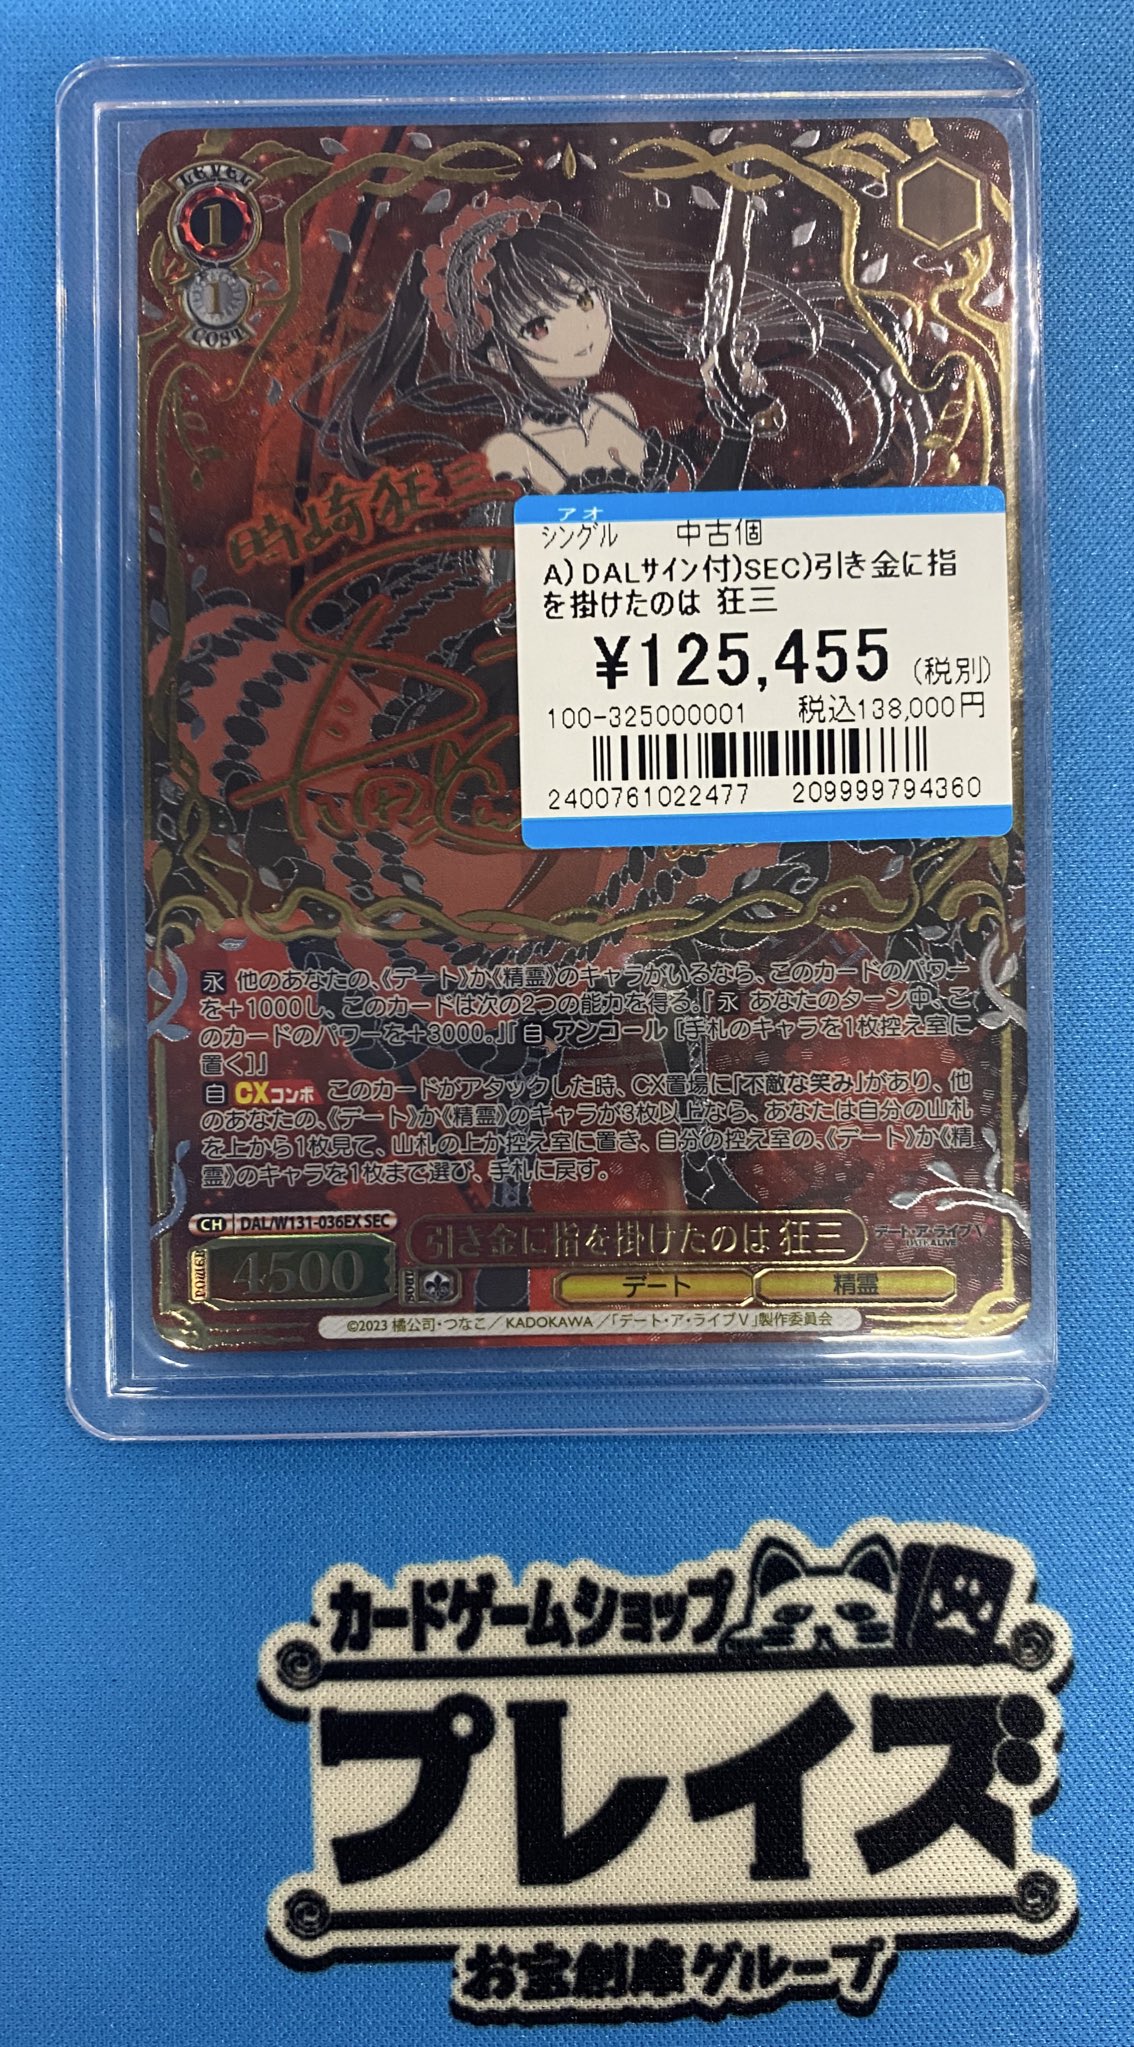 LEVEL
1
1
COST
時崎狂三
アオ
シングル 中古個
A)DALサイン付)SEC)引き金に指
を掛けたのは 狂三
¥125,455 (税別)
100-325000001 税込138,000円
2400761022477 209999794360
永 他のあなたの、《デート》か《精霊》のキャラがいるなら、このカードのパワー
を+1000し、このカードは次の2つの能力を得る。『永 あなたのターン中、こ
のカードのパワーを+3000。』『自 アンコール [手札のキャラを1枚控え室に
置く]』
自 CXコンボ このカードがアタックした時、CX置場に「不敵な笑み」があり、他
のあなたの、《デート》か《精霊》のキャラが3枚以上なら、あなたは自分の山札
を上から1枚見て、山札の上か控え室に置き、自分の控え室の、《デート》か《精
霊》のキャラを1枚まで選び、手札に戻す。
CH DAL/W131-036EX SEC
引き金に指を掛けたのは 狂三
デート・ア・ライブV
DATE A LIVE
POWER
4500
SOUL
デート
精霊
©2023 橘公司・つなこ/KADOKAWA/「デート・ア・ライブV」製作委員会
カードゲームショップ
プレイズ
お宝創庫グループ